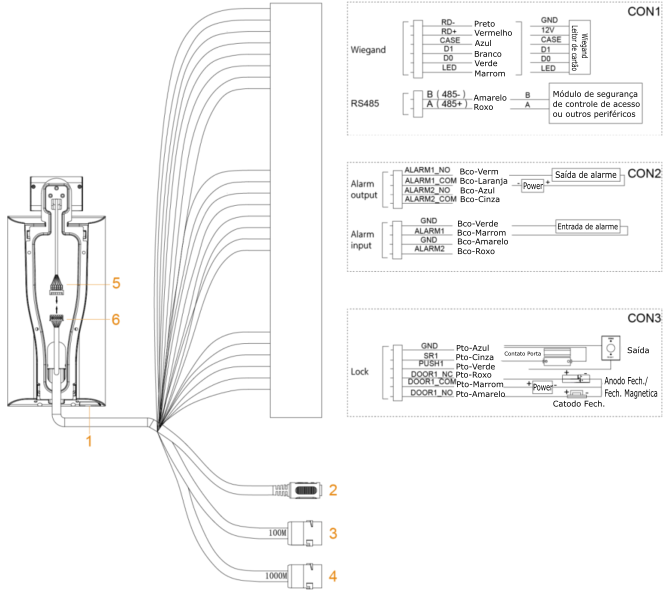 CON1
Wiegand
RD- Preto GND
RD+ Vermelho 12V
CASE Azul CASE
D1 Branco D1
D0 Verde D0
LED Marrom LED
Wiegand
Leitor de cartão
RS485
B ( 485- ) Amarelo B
A ( 485+ ) Roxo A
Módulo de segurança
de controle de acesso
ou outros periféricos
CON2
Alarm
output
ALARM1_NO Bco-Verm
ALARM1_COM Bco-Laranja
ALARM2_NO Bco-Azul
ALARM2_COM Bco-Cinza
Saída de alarme
- Power +
Alarm
input
GND Bco-Verde
ALARM1 Bco-Marrom
GND Bco-Amarelo
ALARM2 Bco-Roxo
Entrada de alarme
CON3
Lock
GND Pto-Azul
SR1 Pto-Cinza
PUSH1 Pto-Verde
DOOR1_NC Pto-Roxo
DOOR1_COM Pto-Marrom
DOOR1_NO Pto-Amarelo
Contato Porta
Saída
+ -
+ Power -
Anodo Fech./
Fech. Magnetica
+ -
Catodo Fech.
5
6
1
2
100M 3
1000M 4